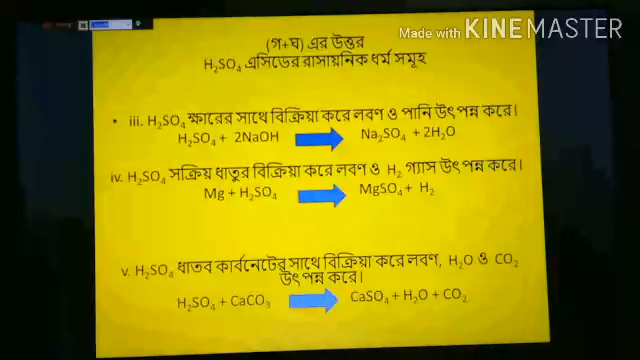 Made with KINEMASTER
(গ+ঘ) এর উত্তর
H₂SO₄ এসিডের রাসায়নিক ধর্ম সমূহ
• iii. H₂SO₄ ক্ষারের সাথে বিক্রিয়া করে লবণ ও পানি উৎপন্ন করে।
H₂SO₄ + 2NaOH Na₂SO₄ + 2H₂O
iv. H₂SO₄ সক্রিয় ধাতুর বিক্রিয়া করে লবণ ও H₂ গ্যাস উৎপন্ন করে।
Mg + H₂SO₄ MgSO₄ + H₂
v. H₂SO₄ ধাতব কার্বনেটের সাথে বিক্রিয়া করে লবণ, H₂O ও CO₂
উৎপন্ন করে।
H₂SO₄ + CaCO₃ CaSO₄ + H₂O + CO₂